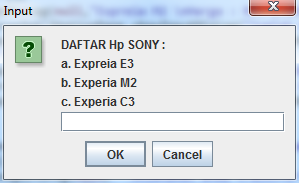 Input
DAFTAR Hp SONY :
a. Expreia E3
b. Experia M2
c. Experia C3
OK Cancel